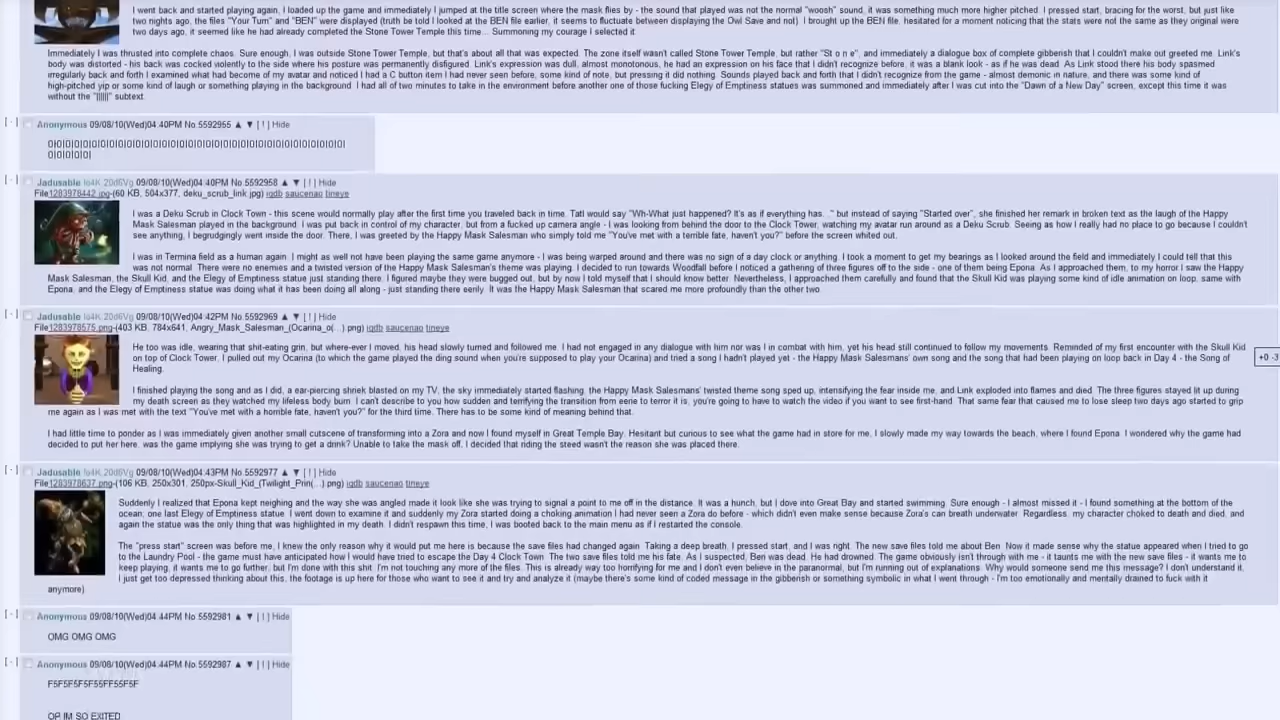 I went back and started playing again, I loaded up the game and immediately I jumped at the title screen where the mask flies by - the sound that played was not the normal "woosh" sound, it was something much more higher pitched. I pressed start, bracing for the worst, but just like
two nights ago, the files "Your Turn" and "BEN" were displayed (truth be told I looked at the BEN file earlier, it seems to fluctuate between displaying the Owl Save and not). I brought up the BEN file, hesitated for a moment noticing that the stats were not the same as they original were
two days ago, it seemed like he had already completed the Stone Tower Temple this time... Summoning my courage I selected it.
Immediately I was thrusted into complete chaos. Sure enough, I was outside Stone Tower Temple, but that's about all that was expected. The zone itself wasn't called Stone Tower Temple, but rather "St o n e", and immediately a dialogue box of complete gibberish that I couldn't make out greeted me. Link's
body was distorted - his back was cocked violently to the side where his posture was permanently disfigured. Link's expression was dull, almost monotonous, he had an expression on his face that I didn't recognize before, it was a blank look - as if he was dead. As Link stood there his body spasmed
irregularly back and forth I examined what had become of my avatar and noticed I had a C button item I had never seen before, some kind of note, but pressing it did nothing. Sounds played back and forth that I didn't recognize from the game - almost demonic in nature, and there was some kind of
high-pitched yip or some kind of laugh or something playing in the background. I had all of two minutes to take in the environment before another one of those fucking Elegy of Emptiness statues was summoned and immediately after I was cut into the "Dawn of a New Day" screen, except this time it was
without the "||||||" subtext.
[-] Anonymous 09/08/10(Wed)04:40PM No.5592955 ▲ ▼ [ ! ] Hide
[-] Jadusable 09/08/10(Wed)04:40PM No.5592958 ▲ ▼ [ ! ] Hide
File1283978442.jpg-(60 KB, 504x377, deku_scrub_link.jpg) iqdb saucenao tineye
I was a Deku Scrub in Clock Town - this scene would normally play after the first time you traveled back in time. Tatl would say "Wh-What just happened? It's as if everything has..." but instead of saying "Started over", she finished her remark in broken text as the laugh of the Happy
Mask Salesman played in the background. I was put back in control of my character, but from a fucked up camera angle - I was looking from behind the door to the Clock Tower, watching my avatar run around as a Deku Scrub. Seeing as how I really had no place to go because I couldn't
see anything, I begrudgingly went inside the door. There, I was greeted by the Happy Mask Salesman who simply told me "You've met with a terrible fate, haven't you?" before the screen whited out.
I was in Termina field as a human again. I might as well not have been playing the same game anymore - I was being warped around and there was no sign of a day clock or anything. I took a moment to get my bearings as I looked around the field and immediately I could tell that this
was not normal. There were no enemies and a twisted version of the Happy Mask Salesman's theme was playing. I decided to run towards Woodfall before I noticed a gathering of three figures off to the side - one of them being Epona. As I approached them, to my horror I saw the Happy
Mask Salesman, the Skull Kid, and the Elegy of Emptiness statue just standing there. I figured maybe they were bugged out, but by now I told myself that I should know better. Nevertheless, I approached them carefully and found that the Skull Kid was playing some kind of idle animation on loop, same with
Epona, and the Elegy of Emptiness statue was doing what it has been doing all along - just standing there eerily. It was the Happy Mask Salesman that scared me more profoundly than the other two.
[-] Jadusable 09/08/10(Wed)04:42PM No.5592969 ▲ ▼ [ ! ] Hide
File1283978575.png-(403 KB, 784x641, Angry_Mask_Salesman_(Ocarina_o(...).png) iqdb saucenao tineye
He too was idle, wearing that shit-eating grin, but where-ever I moved, his head slowly turned and followed me. I had not engaged in any dialogue with him nor was I in combat with him, yet his head still continued to follow my movements. Reminded of my first encounter with the Skull Kid
on top of Clock Tower, I pulled out my Ocarina (to which the game played the ding sound when you're supposed to play your Ocarina) and tried a song I hadn't played yet - the Happy Mask Salesmans' own song and the song that had been playing on loop back in Day 4 - the Song of
Healing.
+0 -3
I finished playing the song and as I did, a ear-piercing shriek blasted on my TV, the sky immediately started flashing, the Happy Mask Salesmans' twisted theme song sped up, intensifying the fear inside me, and Link exploded into flames and died. The three figures stayed lit up during
my death screen as they watched my lifeless body burn. I can't describe to you how sudden and terrifying the transition from eerie to terror it is, you're going to have to watch the video if you want to see first-hand. That same fear that caused me to lose sleep two days ago started to grip
me again as I was met with the text "You've met with a horrible fate, haven't you?" for the third time. There has to be some kind of meaning behind that.
I had little time to ponder as I was immediately given another small cutscene of transforming into a Zora and now I found myself in Great Temple Bay. Hesitant but curious to see what the game had in store for me, I slowly made my way towards the beach, where I found Epona. I wondered why the game had
decided to put her here, was the game implying she was trying to get a drink? Unable to take the mask off, I decided that riding the steed wasn't the reason she was placed there.
[-] Jadusable 09/08/10(Wed)04:43PM No.5592977 ▲ ▼ [ ! ] Hide
File1283978637.png-(106 KB, 250x301, 250px-Skull_Kid_(Twilight_Prin(...).png) iqdb saucenao tineye
Suddenly I realized that Epona kept neighing and the way she was angled made it look like she was trying to signal a point to me off in the distance. It was a hunch, but I dove into Great Bay and started swimming. Sure enough - I almost missed it - I found something at the bottom of the
ocean; one last Elegy of Emptiness statue. I went down to examine it and suddenly my Zora started doing a choking animation I had never seen a Zora do before - which didn't even make sense because Zora's can breath underwater. Regardless, my character choked to death and died, and
again the statue was the only thing that was highlighted in my death. I didn't respawn this time, I was booted back to the main menu as if I restarted the console.
The "press start" screen was before me, I knew the only reason why it would put me here is because the save files had changed again. Taking a deep breath, I pressed start, and I was right. The new save files told me about Ben. Now it made sense why the statue appeared when I tried to go
to the Laundry Pool - the game must have anticipated how I would have tried to escape the Day 4 Clock Town. The two save files told me his fate. As I suspected, Ben was dead. He had drowned. The game obviously isn't through with me - it taunts me with the new save files - it wants me to
keep playing, it wants me to go further, but I'm done with this shit. I'm not touching any more of the files. This is already way too horrifying for me and I don't even believe in the paranormal, but I'm running out of explanations. Why would someone send me this message? I don't understand it,
I just get too depressed thinking about this, the footage is up here for those who want to see it and try and analyze it (maybe there's some kind of coded message in the gibberish or something symbolic in what I went through - I'm too emotionally and mentally drained to fuck with it
anymore).
[-] Anonymous 09/08/10(Wed)04:44PM No.5592981 ▲ ▼ [ ! ] Hide
OMG OMG OMG
[-] Anonymous 09/08/10(Wed)04:44PM No.5592987 ▲ ▼ [ ! ] Hide
F5F5F5F5F55FF55F5F
OP IM SO EXITED